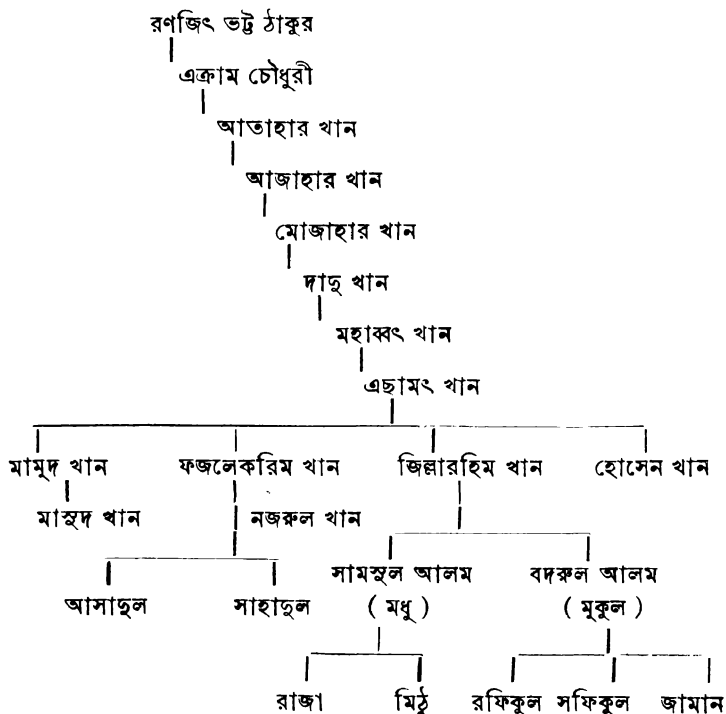 রণজিৎ ভট্ট ঠাকুর
এক্রাম চৌধুরী
আতাহার খান
আজাহার খান
মোজাহার খান
দাদু খান
মহাব্বৎ খান
এছামৎ খান
মামুদ খান ফজলেকরিম খান জিল্লারহিম খান হোসেন খান
মাসুদ খান নজরুল খান
সামসুল আলম বদরুল আলম
আসাদুল সাহাদুল ( মধু ) ( মুকুল )
রাজা মিঠু রফিকুল সফিকুল জামান